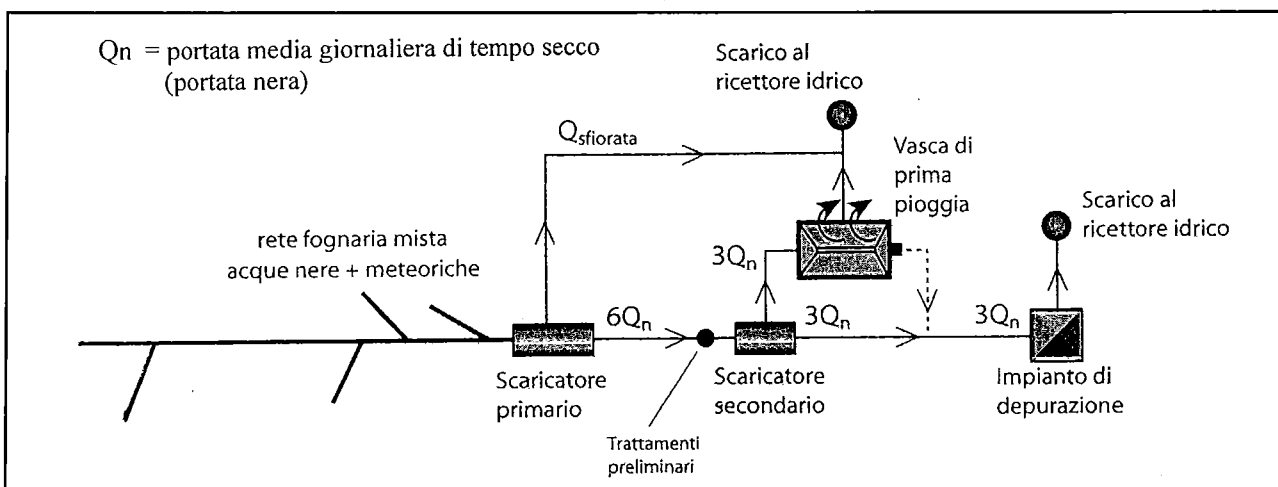 Qn = portata media giornaliera di tempo secco
(portata nera)
Scarico al
ricettore idrico
Qsfiorata
Vasca di
prima
pioggia
Scarico al
ricettore idrico
rete fognaria mista
acque nere + meteoriche
3Qn
6Qn
3Qn
3Qn
Scaricatore
primario
Scaricatore
secondario
Impianto di
depurazione
Trattamenti
preliminari